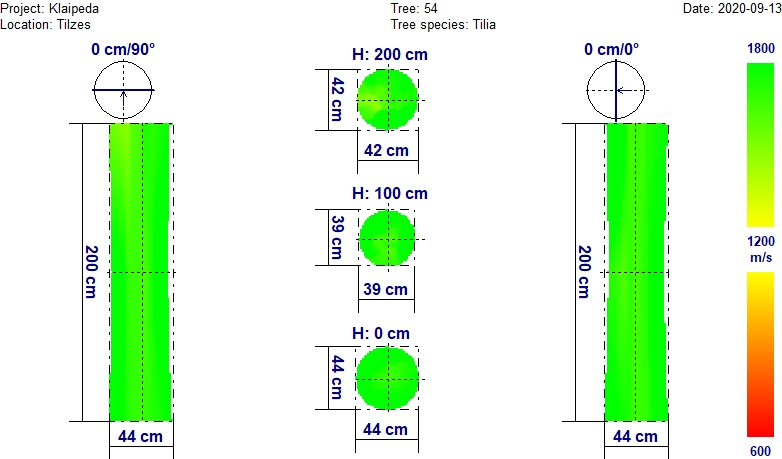 Project: Klaipeda
Tree: 54
Date: 2020-09-13
Location: Tilzes
Tree species: Tilia
0 cm/90°
H: 200 cm
0 cm/0°
1800
42 cm
42 cm
H: 100 cm
39 cm
39 cm
200 cm
200 cm
1200
m/s
H: 0 cm
44 cm
44 cm
44 cm
44 cm
600